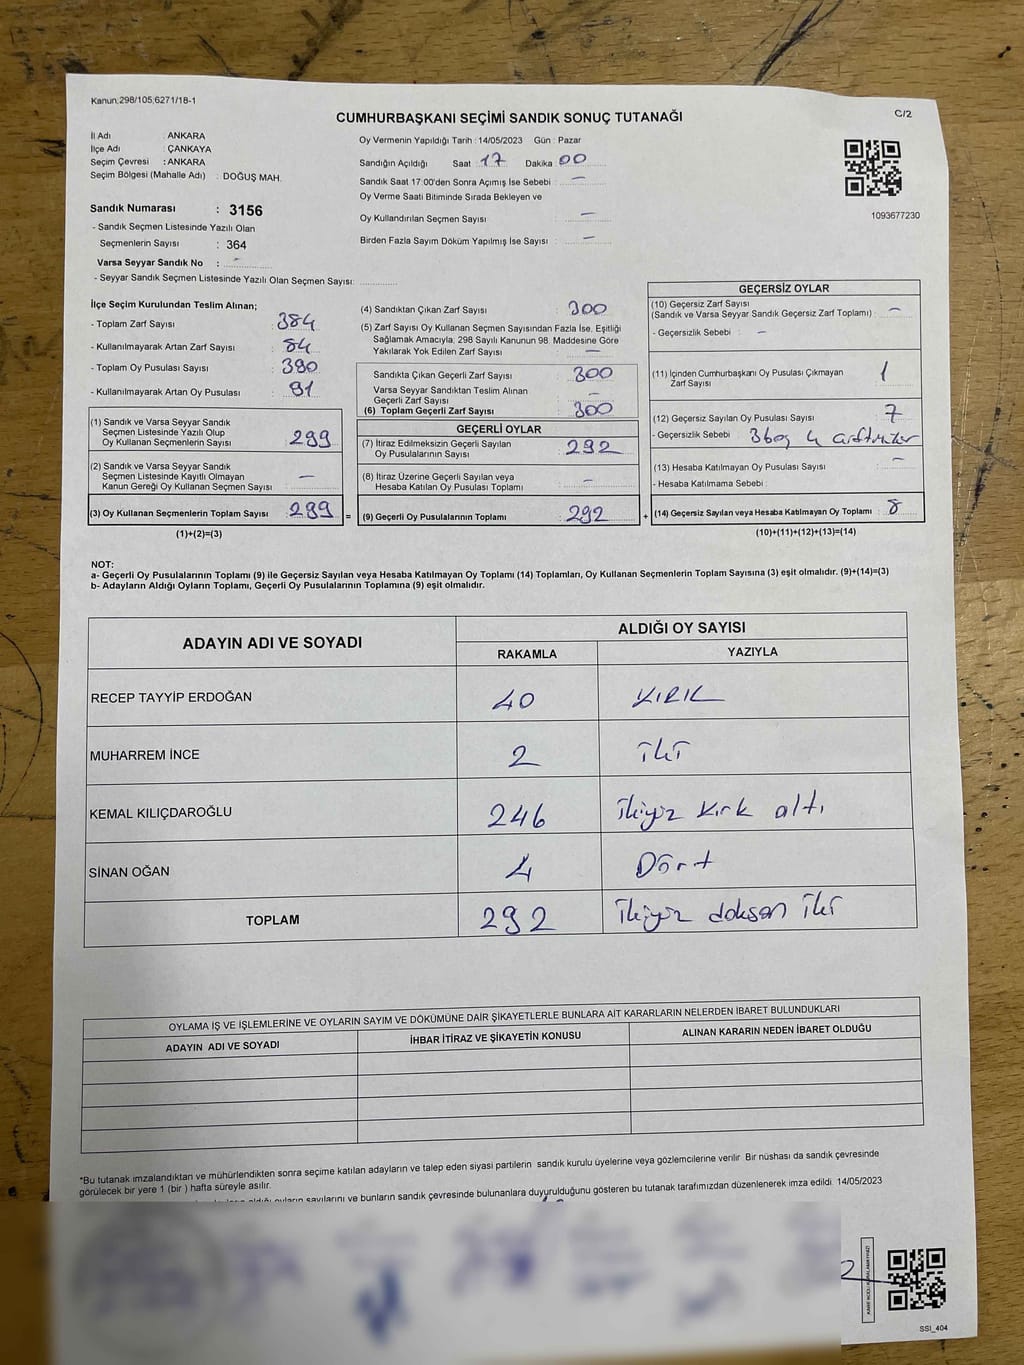 Kanun;298/105,6271/18-1
C/2
CUMHURBAŞKANI SEÇİMİ SANDIK SONUÇ TUTANAĞI
İl Adı : ANKARA
İlçe Adı : ÇANKAYA
Seçim Çevresi : ANKARA
Seçim Bölgesi (Mahalle Adı) : DOĞUŞ MAH.
Sandık Numarası : 3156
- Sandık Seçmen Listesinde Yazılı Olan
Seçmenlerin Sayısı : 364
Varsa Seyyar Sandık No : -
- Seyyar Sandık Seçmen Listesinde Yazılı Olan Seçmen Sayısı:
Oy Vermenin Yapıldığı Tarih : 14/05/2023 Gün : Pazar
Sandığın Açıldığı Saat 17 Dakika 00
Sandık Saat 17:00'den Sonra Açımış İse Sebebi : -
Oy Verme Saati Bitiminde Sırada Bekleyen ve
Oy Kullandırılan Seçmen Sayısı -
Birden Fazla Sayım Döküm Yapılmış İse Sayısı : -
1093677230
İlçe Seçim Kurulundan Teslim Alınan;
- Toplam Zarf Sayısı 384
- Kullanılmayarak Artan Zarf Sayısı 84
- Toplam Oy Pusulası Sayısı 390
- Kullanılmayarak Artan Oy Pusulası 91
(1) Sandık ve Varsa Seyyar Sandık
Seçmen Listesinde Yazılı Olup
Oy Kullanan Seçmenlerin Sayısı 299
(2) Sandık ve Varsa Seyyar Sandık
Seçmen Listesinde Kayıtlı Olmayan
Kanun Gereği Oy Kullanan Seçmen Sayısı -
(3) Oy Kullanan Seçmenlerin Toplam Sayısı 299 =
(1)+(2)=(3)
(4) Sandıktan Çıkan Zarf Sayısı 300
(5) Zarf Sayısı Oy Kullanan Seçmen Sayısından Fazla İse, Eşitliği
Sağlamak Amacıyla, 298 Sayılı Kanunun 98. Maddesine Göre
Yakılarak Yok Edilen Zarf Sayısı -
Sandıkta Çıkan Geçerli Zarf Sayısı 300
Varsa Seyyar Sandıktan Teslim Alınan
Geçerli Zarf Sayısı -
(6) Toplam Geçerli Zarf Sayısı 300
GEÇERLİ OYLAR
(7) İtiraz Edilmeksizin Geçerli Sayılan
Oy Pusulalarının Sayısı 292
(8) İtiraz Üzerine Geçerli Sayılan veya
Hesaba Katılan Oy Pusulası Toplamı -
(9) Geçerli Oy Pusulalarının Toplamı 292 +
GEÇERSİZ OYLAR
(10) Geçersiz Zarf Sayısı
(Sandık ve Varsa Seyyar Sandık Geçersiz Zarf Toplamı) : -
- Geçersizlik Sebebi : -
(11) İçinden Cumhurbaşkanı Oy Pusulası Çıkmayan
Zarf Sayısı 1
(12) Geçersiz Sayılan Oy Pusulası Sayısı 7
- Geçersizlik Sebebi : 3 boş 4
(13) Hesaba Katılmayan Oy Pusulası Sayısı -
- Hesaba Katılmama Sebebi :
(14) Geçersiz Sayılan veya Hesaba Katılmayan Oy Toplamı 8
(10)+(11)+(12)+(13)=(14)
NOT:
a- Geçerli Oy Pusulalarının Toplamı (9) ile Geçersiz Sayılan veya Hesaba Katılmayan Oy Toplamı (14) Toplamları, Oy Kullanan Seçmenlerin Toplam Sayısına (3) eşit olmalıdır. (9)+(14)=(3)
b- Adayların Aldığı Oyların Toplamı, Geçerli Oy Pusulalarının Toplamına (9) eşit olmalıdır.
ADAYIN ADI VE SOYADI
ALDIĞI OY SAYISI
RAKAMLA YAZIYLA
RECEP TAYYİP ERDOĞAN 40 KIRIK
MUHARREM İNCE 2 iki
KEMAL KILIÇDAROĞLU 246 ikiyüz kırk altı
SİNAN OĞAN 4 Dört
TOPLAM 292 ikiyüz doksan iki
OYLAMA İŞ VE İŞLEMLERİNE VE OYLARIN SAYIM VE DÖKÜMÜNE DAİR ŞİKAYETLERLE BUNLARA AİT KARARLARIN NELERDEN İBARET BULUNDUKLARI
ADAYIN ADI VE SOYADI İHBAR İTİRAZ VE ŞİKAYETİN KONUSU ALINAN KARARIN NEDEN İBARET OLDUĞU
*Bu tutanak imzalandıktan ve mühürlendikten sonra seçime katılan adayların ve talep eden siyasi partilerin sandık kurulu üyelerine veya gözlemcilerine verilir. Bir nüshası da sandık çevresinde
görülecek bir yere 1 (bir ) hafta süreyle asılır.
aldığı oyların sayılarını ve bunların sandık çevresinde bulunanlara duyurulduğunu gösteren bu tutanak tarafımızdan düzenlenerek imza edildi. 14/05/2023
SSI_404